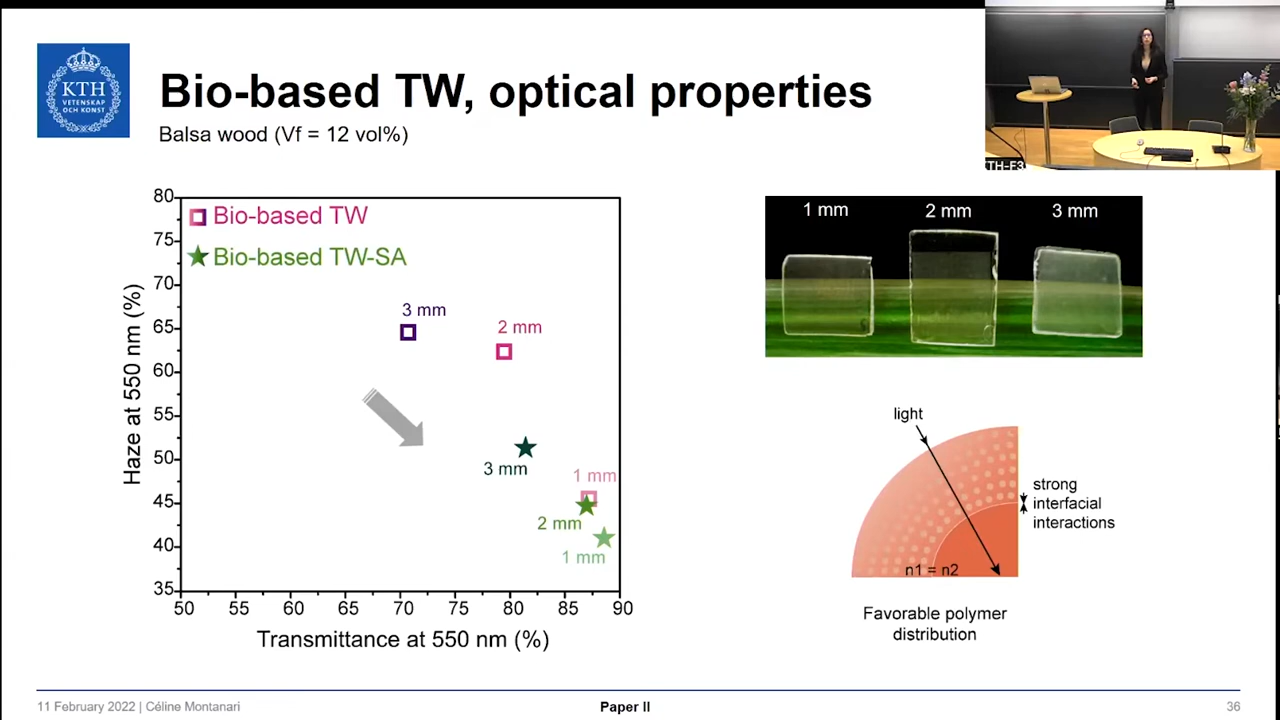 KTH
VETENSKAP
OCH KONST
Bio-based TW, optical properties
Balsa wood (Vf = 12 vol%)
KTH-F3
80
75
70
65
60
55
50
45
40
35
Haze at 550 nm (%)
Bio-based TW
Bio-based TW-SA
3 mm
2 mm
3 mm
1 mm
2 mm
1 mm
50
55
60
65
70
75
80
85
90
Transmittance at 550 nm (%)
1 mm
2 mm
3 mm
light
strong
interfacial
interactions
n1 = n2
Favorable polymer
distribution
11 February 2022 | Céline Montanari
Paper II
36